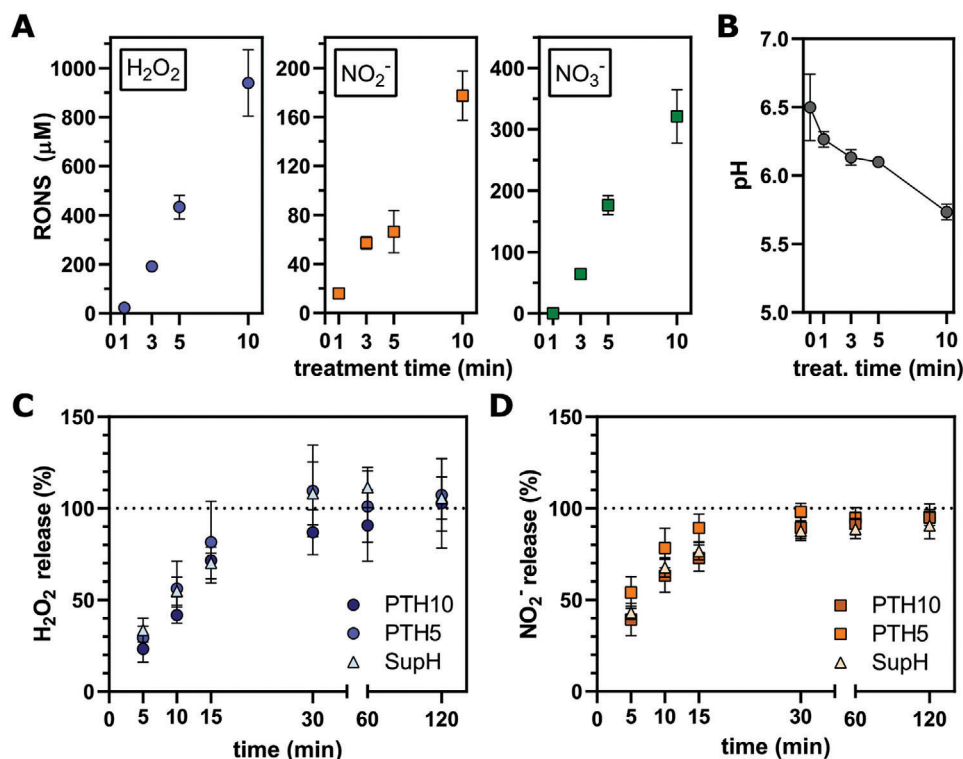 A
B
H₂O₂
NO₂⁻
NO₃⁻
RONS (μM)
1000
800
600
400
200
0
200
160
120
80
40
0
400
300
200
100
0
pH
7.0
6.5
6.0
5.5
5.0
0 1 3 5 10
0 1 3 5 10
0 1 3 5 10
0 1 3 5 10
treatment time (min)
treat. time (min)
C
D
H₂O₂ release (%)
150
100
50
0
PTH10
PTH5
SupH
0 5 10 15 30 60 120
time (min)
NO₂⁻ release (%)
150
100
50
0
PTH10
PTH5
SupH
0 5 10 15 30 60 120
time (min)